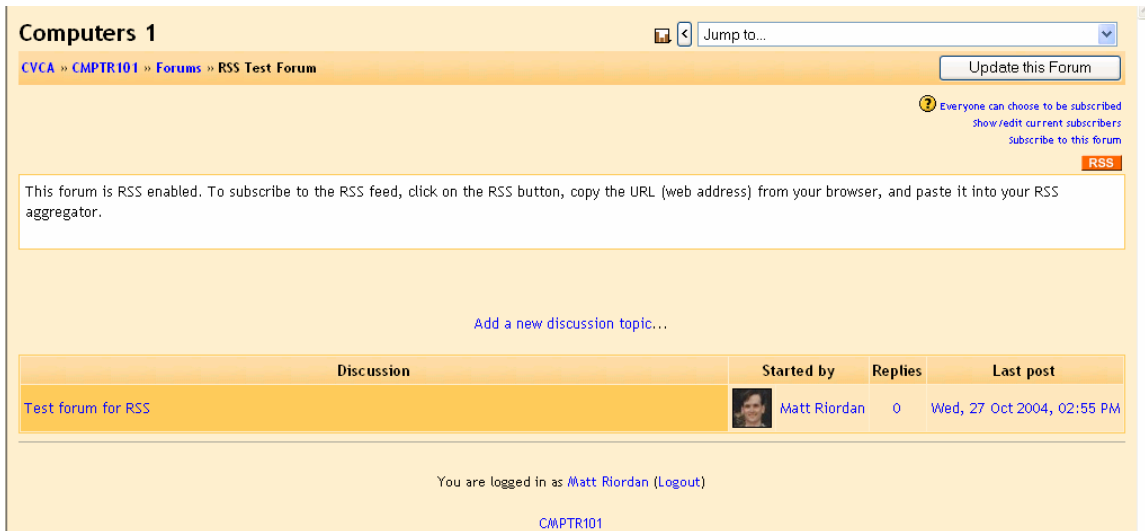 Computers 1
< Jump to...
CVCA » CMPTR101 » Forums » RSS Test Forum Update this Forum
? Everyone can choose to be subscribed
Show/edit current subscribers
Subscribe to this forum
RSS
This forum is RSS enabled. To subscribe to the RSS feed, click on the RSS button, copy the URL (web address) from your browser, and paste it into your RSS
aggregator.
Add a new discussion topic...
Discussion Started by Replies Last post
Test forum for RSS Matt Riordan 0 Wed, 27 Oct 2004, 02:55 PM
You are logged in as Matt Riordan (Logout)
CMPTR101